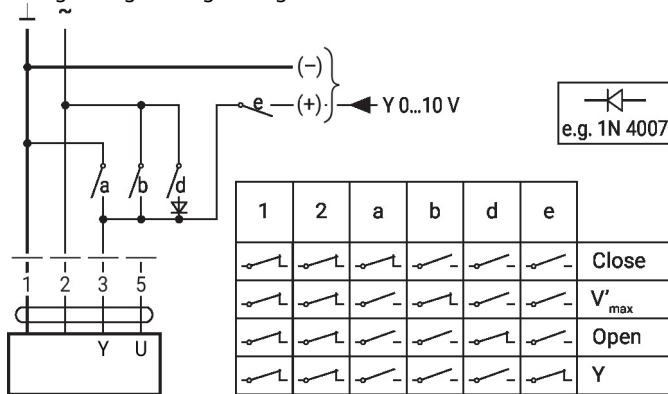 ⊥ ~
(–)
e (+) Y 0...10 V
e.g. 1N 4007
a b d
1 2 a b d e
Close
V'max
Open
Y
1 2 3 5
Y U